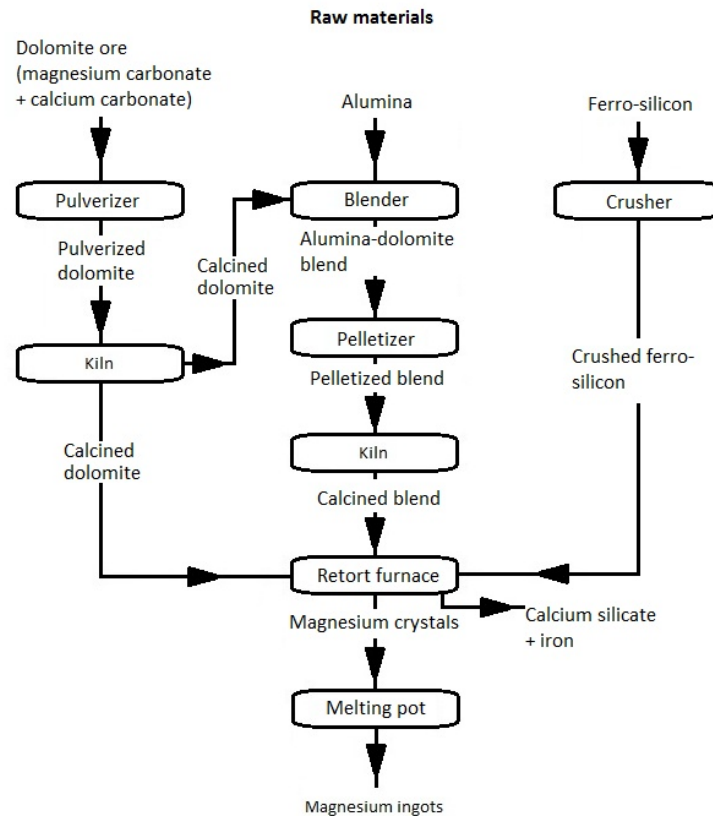 Raw materials
Dolomite ore
(magnesium carbonate
+ calcium carbonate)
Alumina
Ferro-silicon
Pulverizer
Blender
Crusher
Pulverized
dolomite
Calcined
dolomite
Alumina-dolomite
blend
Kiln
Pelletizer
Pelletized blend
Crushed ferro-
silicon
Calcined
dolomite
Kiln
Calcined blend
Retort furnace
Magnesium crystals
Calcium silicate
+ iron
Melting pot
Magnesium ingots